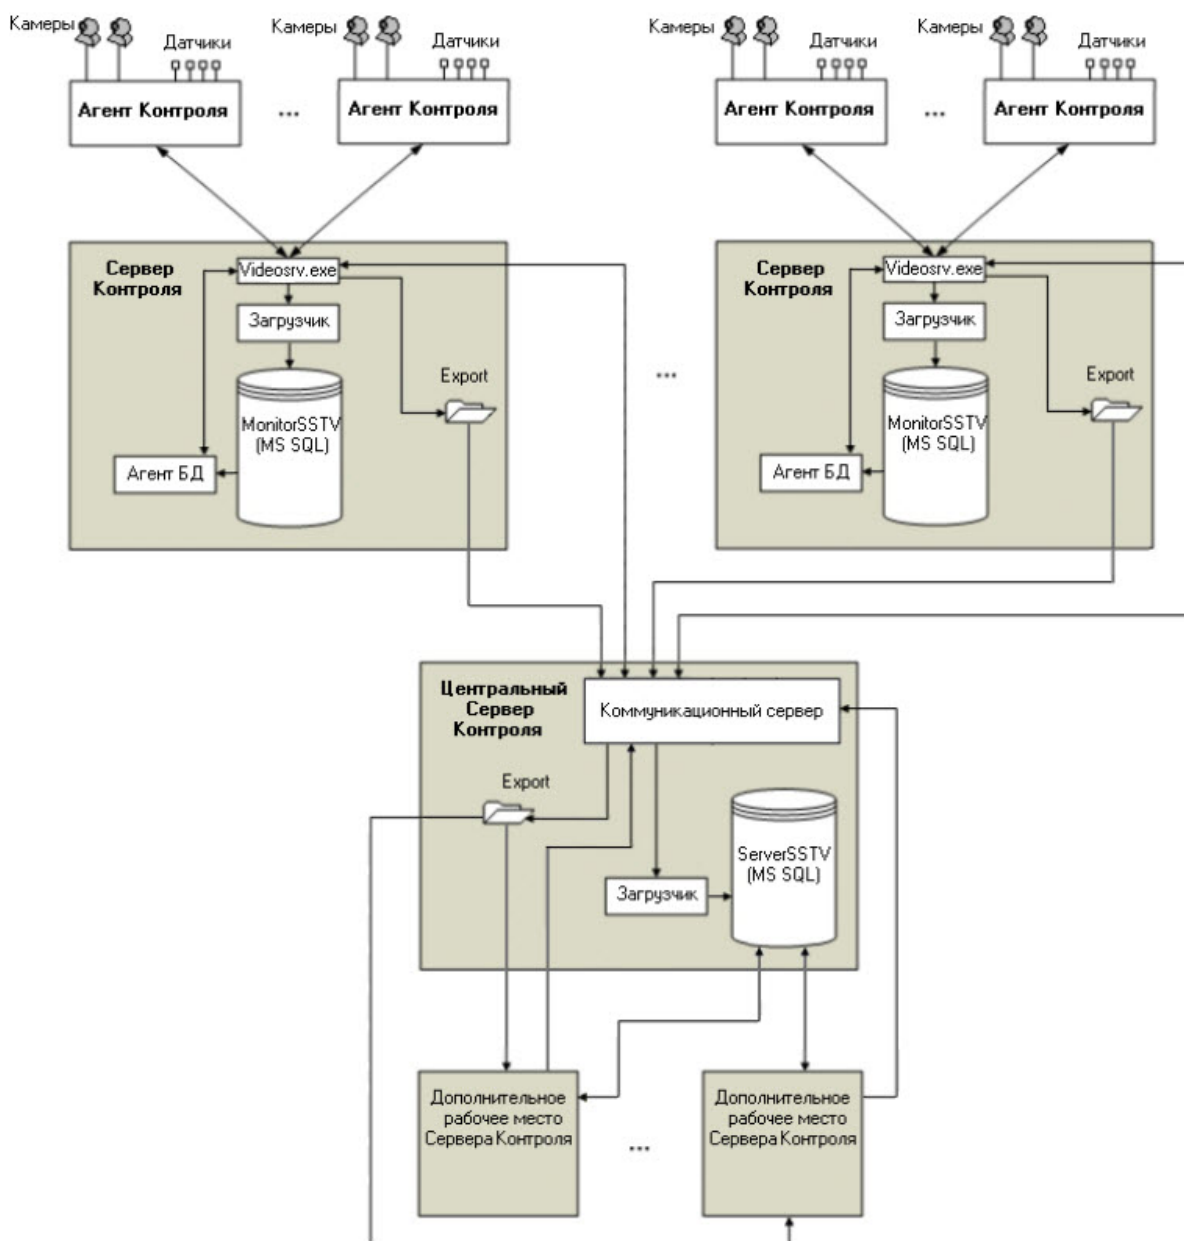 Камеры
Камеры
Камеры
Камеры
Датчики
Датчики
Датчики
Датчики
Агент Контроля
...
Агент Контроля
Агент Контроля
...
Агент Контроля
Сервер
Контроля
Videosrv.exe
Загрузчик
Export
MonitorSSTV
(MS SQL)
Агент БД
...
Сервер
Контроля
Videosrv.exe
Загрузчик
Export
MonitorSSTV
(MS SQL)
Агент БД
Центральный
Сервер
Контроля
Коммуникационный сервер
Export
ServerSSTV
(MS SQL)
Загрузчик
Дополнительное
рабочее место
Сервера Контроля
...
Дополнительное
рабочее место
Сервера Контроля